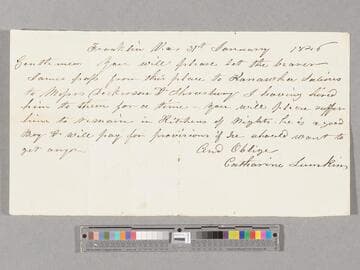 Franklin Va. 31st January 1826
Gentlemen You will please let the bearer
James pass from this place to Kanawha Salines
to Messrs Dickinson & Shrewsbury I having hired
him to them for a time - You will please suffer
him to remain in Kitchens of Nights he is a good
Boy & will pay for provisions if he should want to
get any
And Oblige
Catharine Lumkins